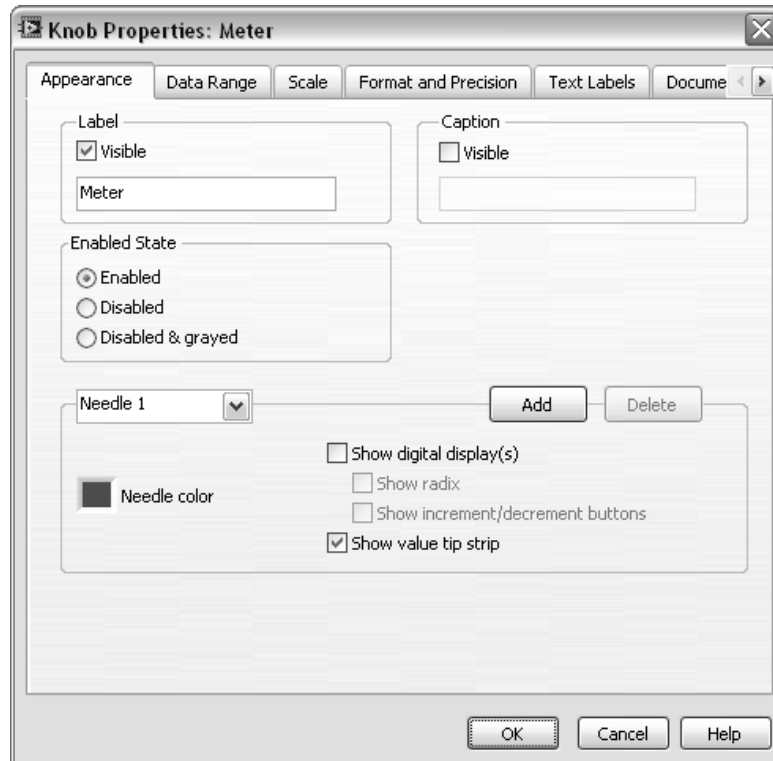 Knob Properties: Meter
Appearance Data Range Scale Format and Precision Text Labels Docume
Label
Visible
Meter
Caption
Visible
Enabled State
Enabled
Disabled
Disabled & grayed
Needle 1
Add Delete
Needle color
Show digital display(s)
Show radix
Show increment/decrement buttons
Show value tip strip
OK Cancel Help